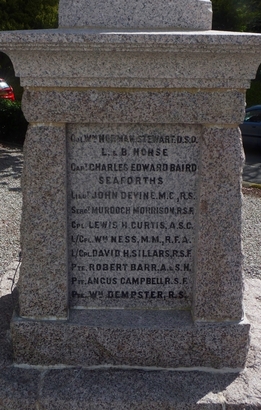 COL. WM NORMAN STEWART. D.S.O.
L. & B. HORSE
CAPT. CHARLES EDWARD BAIRD
SEAFORTHS
LIEUT. JOHN DEVINE. M.C., R.S.
SERGT. MURDOCH MORRISON, R.S.F.
CPL. LEWIS H. CURTIS, A.S.C.
L/CPL. WM NESS, M.M., R.F.A.
L/CPL. DAVID H. SILLARS, R.S.F.
PTE. ROBERT BARR, A. & S.H.
PTE. ANGUS CAMPBELL, R.S.F.
PTE. WM DEMPSTER, R.S.